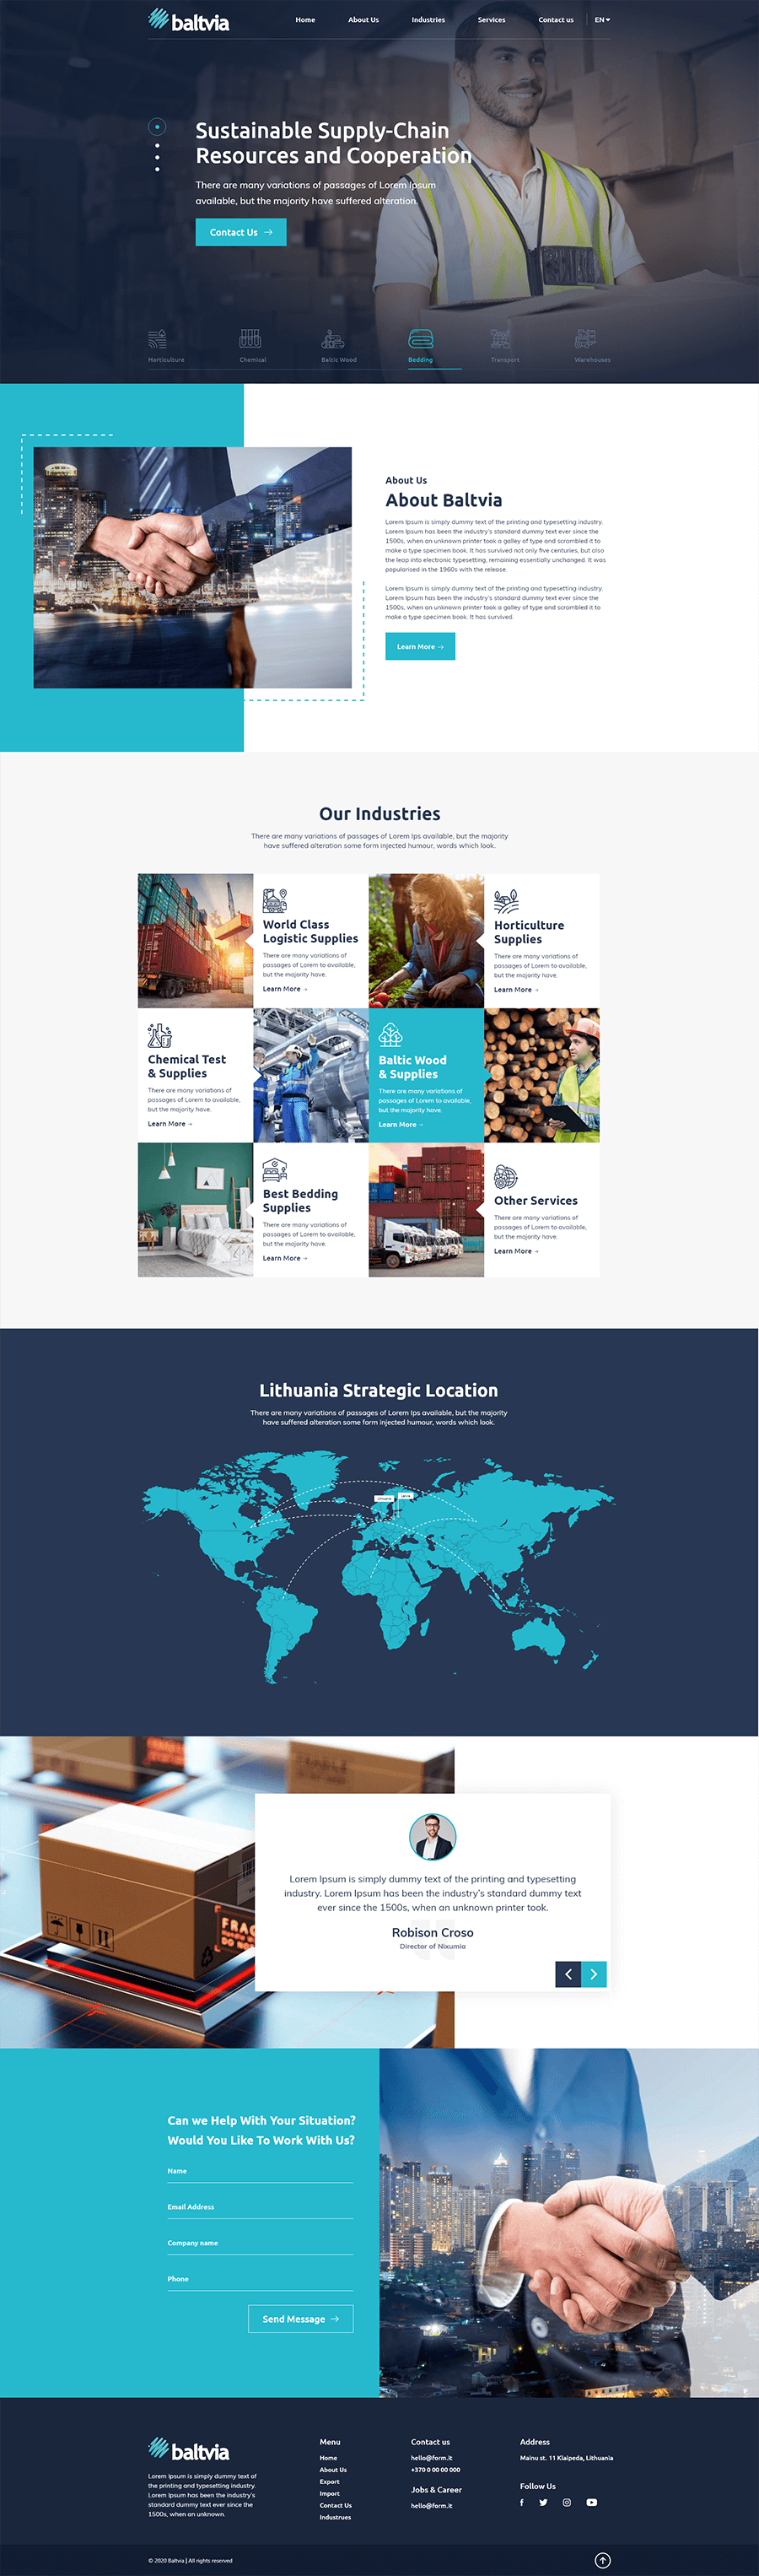 baltvia
Home
About Us
Industries
Services
Contact us
EN
Sustainable Supply-Chain
Resources and Cooperation
There are many variations of passages of Lorem Ipsum
available, but the majority have suffered alteration.
Contact Us
Horticulture
Chemical
Baltic Wood
Bedding
Transport
Warehouses
About Us
About Baltvia
Lorem Ipsum is simply dummy text of the printing and typesetting industry.
Lorem Ipsum has been the industry's standard dummy text ever since the
1500s, when an unknown printer took a galley of type and scrambled it to
make a type specimen book. It has survived not only five centuries, but also
the leap into electronic typesetting, remaining essentially unchanged. It was
popularised in the 1960s with the release.
Lorem Ipsum is simply dummy text of the printing and typesetting industry.
Lorem Ipsum has been the industry's standard dummy text ever since the
1500s, when an unknown printer took a galley of type and scrambled it to
make a type specimen book. It has survived.
Learn More
Our Industries
There are many variations of passages of Lorem Ips available, but the majority
have suffered alteration some form injected humour, words which look.
World Class
Logistic Supplies
There are many variations of
passages of Lorem to available,
but the majority have.
Learn More
Horticulture
Supplies
There are many variations of
passages of Lorem to available,
but the majority have.
Learn More
Chemical Test
& Supplies
There are many variations of
passages of Lorem to available,
but the majority have.
Learn More
Baltic Wood
& Supplies
There are many variations of
passages of Lorem to available,
but the majority have.
Learn More
Best Bedding
Supplies
There are many variations of
passages of Lorem to available,
but the majority have.
Learn More
Other Services
There are many variations of
passages of Lorem to available,
but the majority have.
Learn More
Lithuania Strategic Location
There are many variations of passages of Lorem Ips available, but the majority
have suffered alteration some form injected humour, words which look.
Lithuania
Latvia
Lorem Ipsum is simply dummy text of the printing and typesetting
industry. Lorem Ipsum has been the industry's standard dummy text
ever since the 1500s, when an unknown printer took.
Robison Croso
Director of Nixumia
Can we Help With Your Situation?
Would You Like To Work With Us?
Name
Email Address
Company name
Phone
Send Message
baltvia
Lorem Ipsum is simply dummy text of
the printing and typesetting industry.
Lorem Ipsum has been the industry's
standard dummy text ever since the
1500s, when an unknown.
Menu
Home
About Us
Export
Import
Contact Us
Industrues
Contact us
hello@form.it
+370 0 00 00 000
Jobs & Career
hello@form.it
Address
Mainu st. 11 Klaipeda, Lithuania
Follow Us
© 2020 Baltvia | All rights reserved